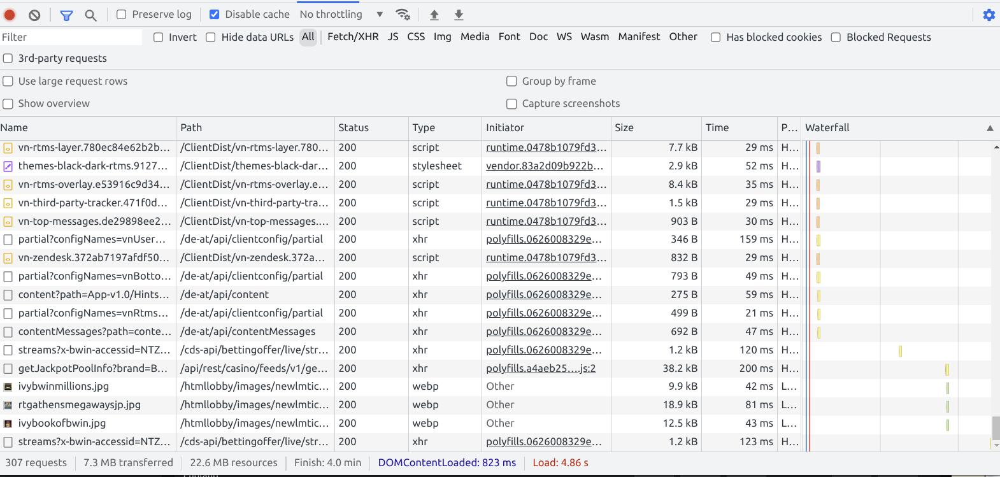 Preserve log Disable cache No throttling
Filter Invert Hide data URLs All Fetch/XHR JS CSS Img Media Font Doc WS Wasm Manifest Other Has blocked cookies Blocked Requests
3rd-party requests
Use large request rows Group by frame
Show overview Capture screenshots
Name Path Status Type Initiator Size Time P... Waterfall
vn-rtms-layer.780ec84e62b2b... /ClientDist/vn-rtms-layer.780... 200 script runtime.0478b1079fd3... 7.7 kB 29 ms H...
themes-black-dark-rtms.9127... /ClientDist/themes-black-dar... 200 stylesheet vendor.83a2d09b922b... 2.9 kB 52 ms H...
vn-rtms-overlay.e53916c9d34... /ClientDist/vn-rtms-overlay.e... 200 script runtime.0478b1079fd3... 8.4 kB 35 ms H...
vn-third-party-tracker.471f0d... /ClientDist/vn-third-party-tra... 200 script runtime.0478b1079fd3... 1.5 kB 29 ms H...
vn-top-messages.de29898ee2... /ClientDist/vn-top-messages.... 200 script runtime.0478b1079fd3... 903 B 30 ms H...
partial?configNames=vnUser... /de-at/api/clientconfig/partial 200 xhr polyfills.0626008329e... 346 B 159 ms H...
vn-zendesk.372ab7197afdf50... /ClientDist/vn-zendesk.372a... 200 script runtime.0478b1079fd3... 832 B 29 ms H...
partial?configNames=vnBotto... /de-at/api/clientconfig/partial 200 xhr polyfills.0626008329e... 793 B 49 ms H...
content?path=App-v1.0/Hints... /de-at/api/content 200 xhr polyfills.0626008329e... 275 B 59 ms H...
partial?configNames=vnRtms... /de-at/api/clientconfig/partial 200 xhr polyfills.0626008329e... 499 B 21 ms H...
contentMessages?path=conte... /de-at/api/contentMessages 200 xhr polyfills.0626008329e... 692 B 47 ms H...
streams?x-bwin-accessid=NTZ... /cds-api/bettingoffer/live/str... 200 xhr polyfills.0626008329e... 1.2 kB 120 ms H...
getJackpotPoolInfo?brand=B... /api/rest/casino/feeds/v1/ge... 200 xhr polyfills.a4aeb25....js:2 38.2 kB 200 ms H...
ivybwinmillions.jpg /htmllobby/images/newlmtic... 200 webp Other 9.9 kB 42 ms L...
rtgathensmegawaysjp.jpg /htmllobby/images/newlmtic... 200 webp Other 18.9 kB 81 ms L...
ivybookofbwin.jpg /htmllobby/images/newlmtic... 200 webp Other 12.5 kB 43 ms L...
streams?x-bwin-accessid=NTZ... /cds-api/bettingoffer/live/str... 200 xhr polyfills.0626008329e... 1.2 kB 123 ms H...
307 requests 7.3 MB transferred 22.6 MB resources Finish: 4.0 min DOMContentLoaded: 823 ms Load: 4.86 s